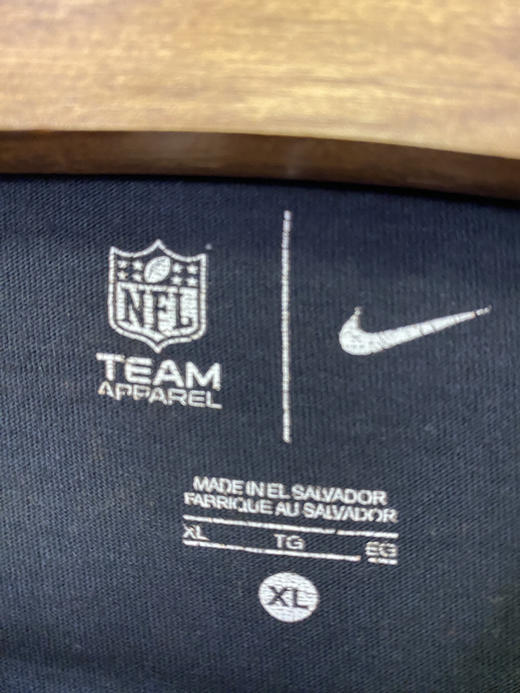 NFL
TEAM
APPAREL
MADE IN EL SALVADOR
FABRIQUE AU SALVADOR
XL TG EG
XL